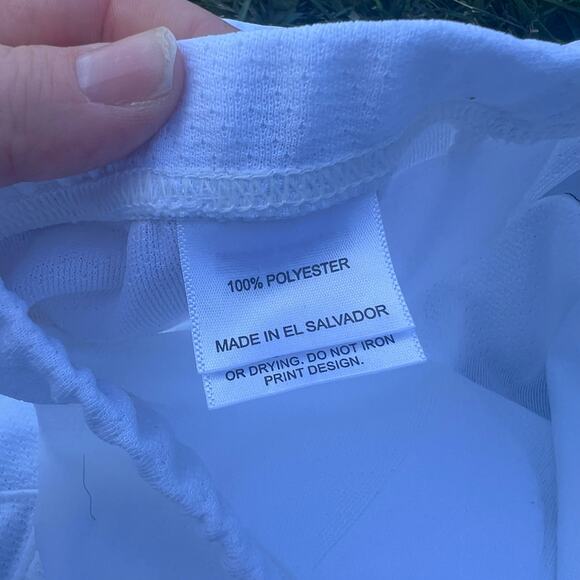 100% POLYESTER
MADE IN EL SALVADOR
OR DRYING. DO NOT IRON
PRINT DESIGN.